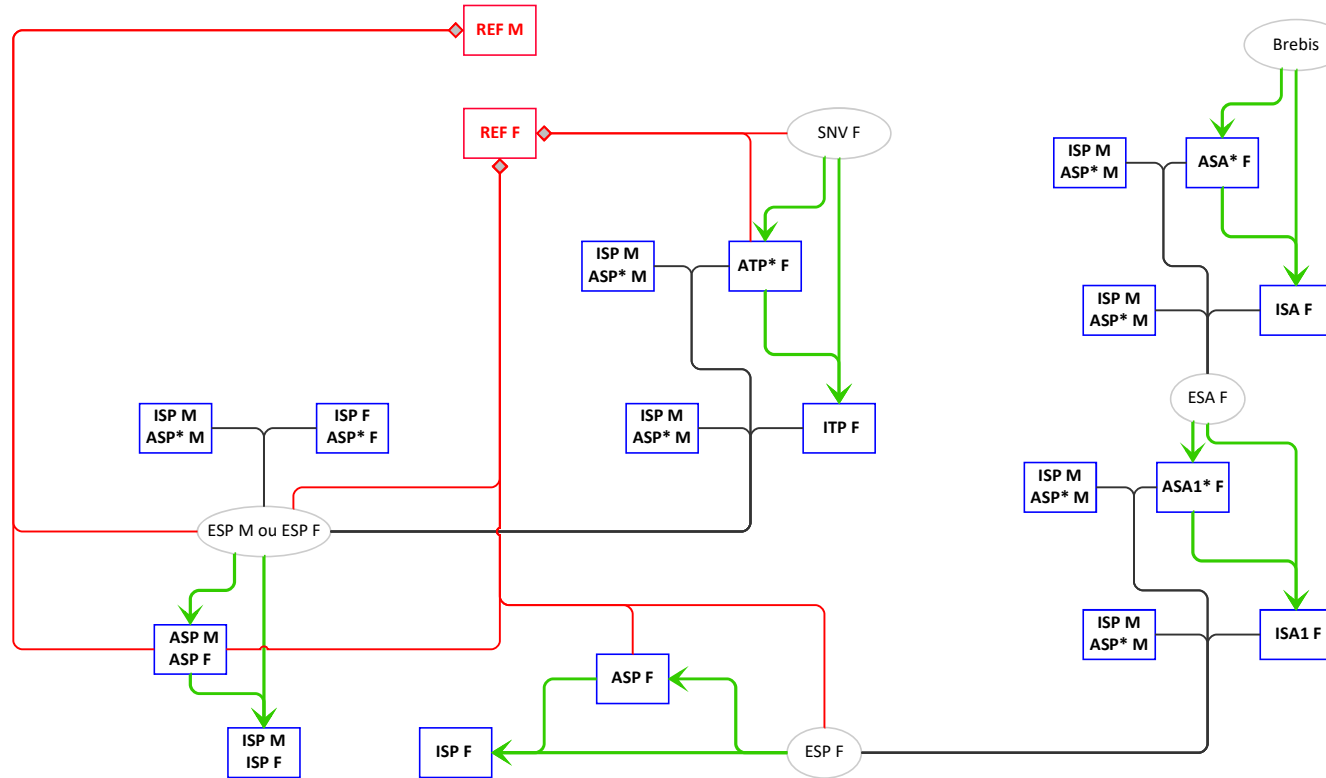 REF M
Brebis
REF F
SNV F
ISP M
ASP* M
ASA* F
ISP M
ASP* M
ATP* F
ISP M
ASP* M
ISA F
ESA F
ISP M
ASP* M
ISP F
ASP* F
ISP M
ASP* M
ITP F
ISP M
ASP* M
ASA1* F
ESP M ou ESP F
ISP M
ASP* M
ISA1 F
ASP M
ASP F
ASP F
ISP M
ISP F
ISP F
ESP F